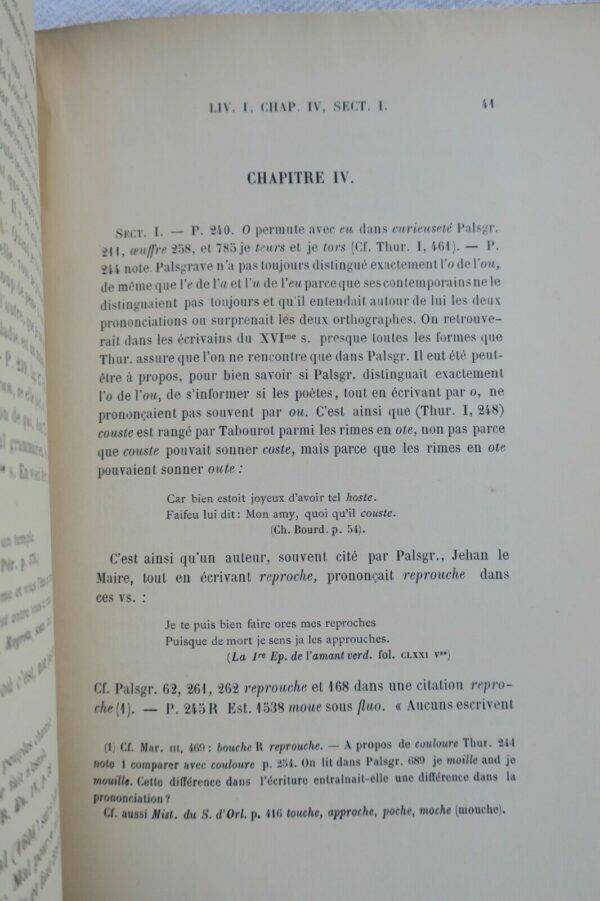 LIV. I, CHAP. IV, SECT. I. 41
CHAPITRE IV.
SECT. I. — P. 240. O permute avec eu dans curieuseté Palsgr.
211, œuffre 258, et 785 je teurs et je tors (Cf. Thur. I, 461). — P.
244 note. Palsgrave n'a pas toujours distingué exactement l'o de l'ou,
de même que l'e de l'a et l'u de l'eu parce que ses contemporains ne le
distinguaient pas toujours et qu'il entendait autour de lui les deux
prononciations ou surprenait les deux orthographes. On retrouve-
rait dans les écrivains du XVIme s. presque toutes les formes que
Thur. assure que l'on ne rencontre que dans Palsgr. Il eut été peut-
être à propos, pour bien savoir si Palsgr. distinguait exactement
l'o de l'ou, de s'informer si les poètes, tout en écrivant par o, ne
prononçaient pas souvent par ou. C'est ainsi que (Thur. I, 248)
couste est rangé par Tabourot parmi les rimes en ote, non pas parce
que couste pouvait sonner coste, mais parce que les rimes en ote
pouvaient sonner oute :
Car bien estoit joyeux d'avoir tel hoste.
Faifeu lui dit : Mon amy, quoi qu'il couste.
(Ch. Bourd. p. 54).
C'est ainsi qu'un auteur, souvent cité par Palsgr., Jehan le
Maire, tout en écrivant reproche, prononçait reprouche dans
ces vs. :
Je te puis bien faire ores mes reproches
Puisque de mort je sens ja les approuches.
(La 1re Ep. de l'amant verd. fol. CLXXI Vso)
Cf. Palsgr. 62, 261, 262 reprouche et 168 dans une citation repro-
che (1). — P. 245 R Est. 1538 moue sous fluo. « Aucuns escrivent
(1) Cf. Mar. III, 469 : bouche R reprouche. — A propos de couloure Thur. 244
note 1 comparer avec couloure p. 254. On lit dans Palsgr. 689 je moille and je
mouille. Cette différence dans l'écriture entraînait-elle une différence dans la
prononciation ?
Cf. aussi Mist. du S. d'Orl. p. 416 touche, approche, poche, moche (mouche).